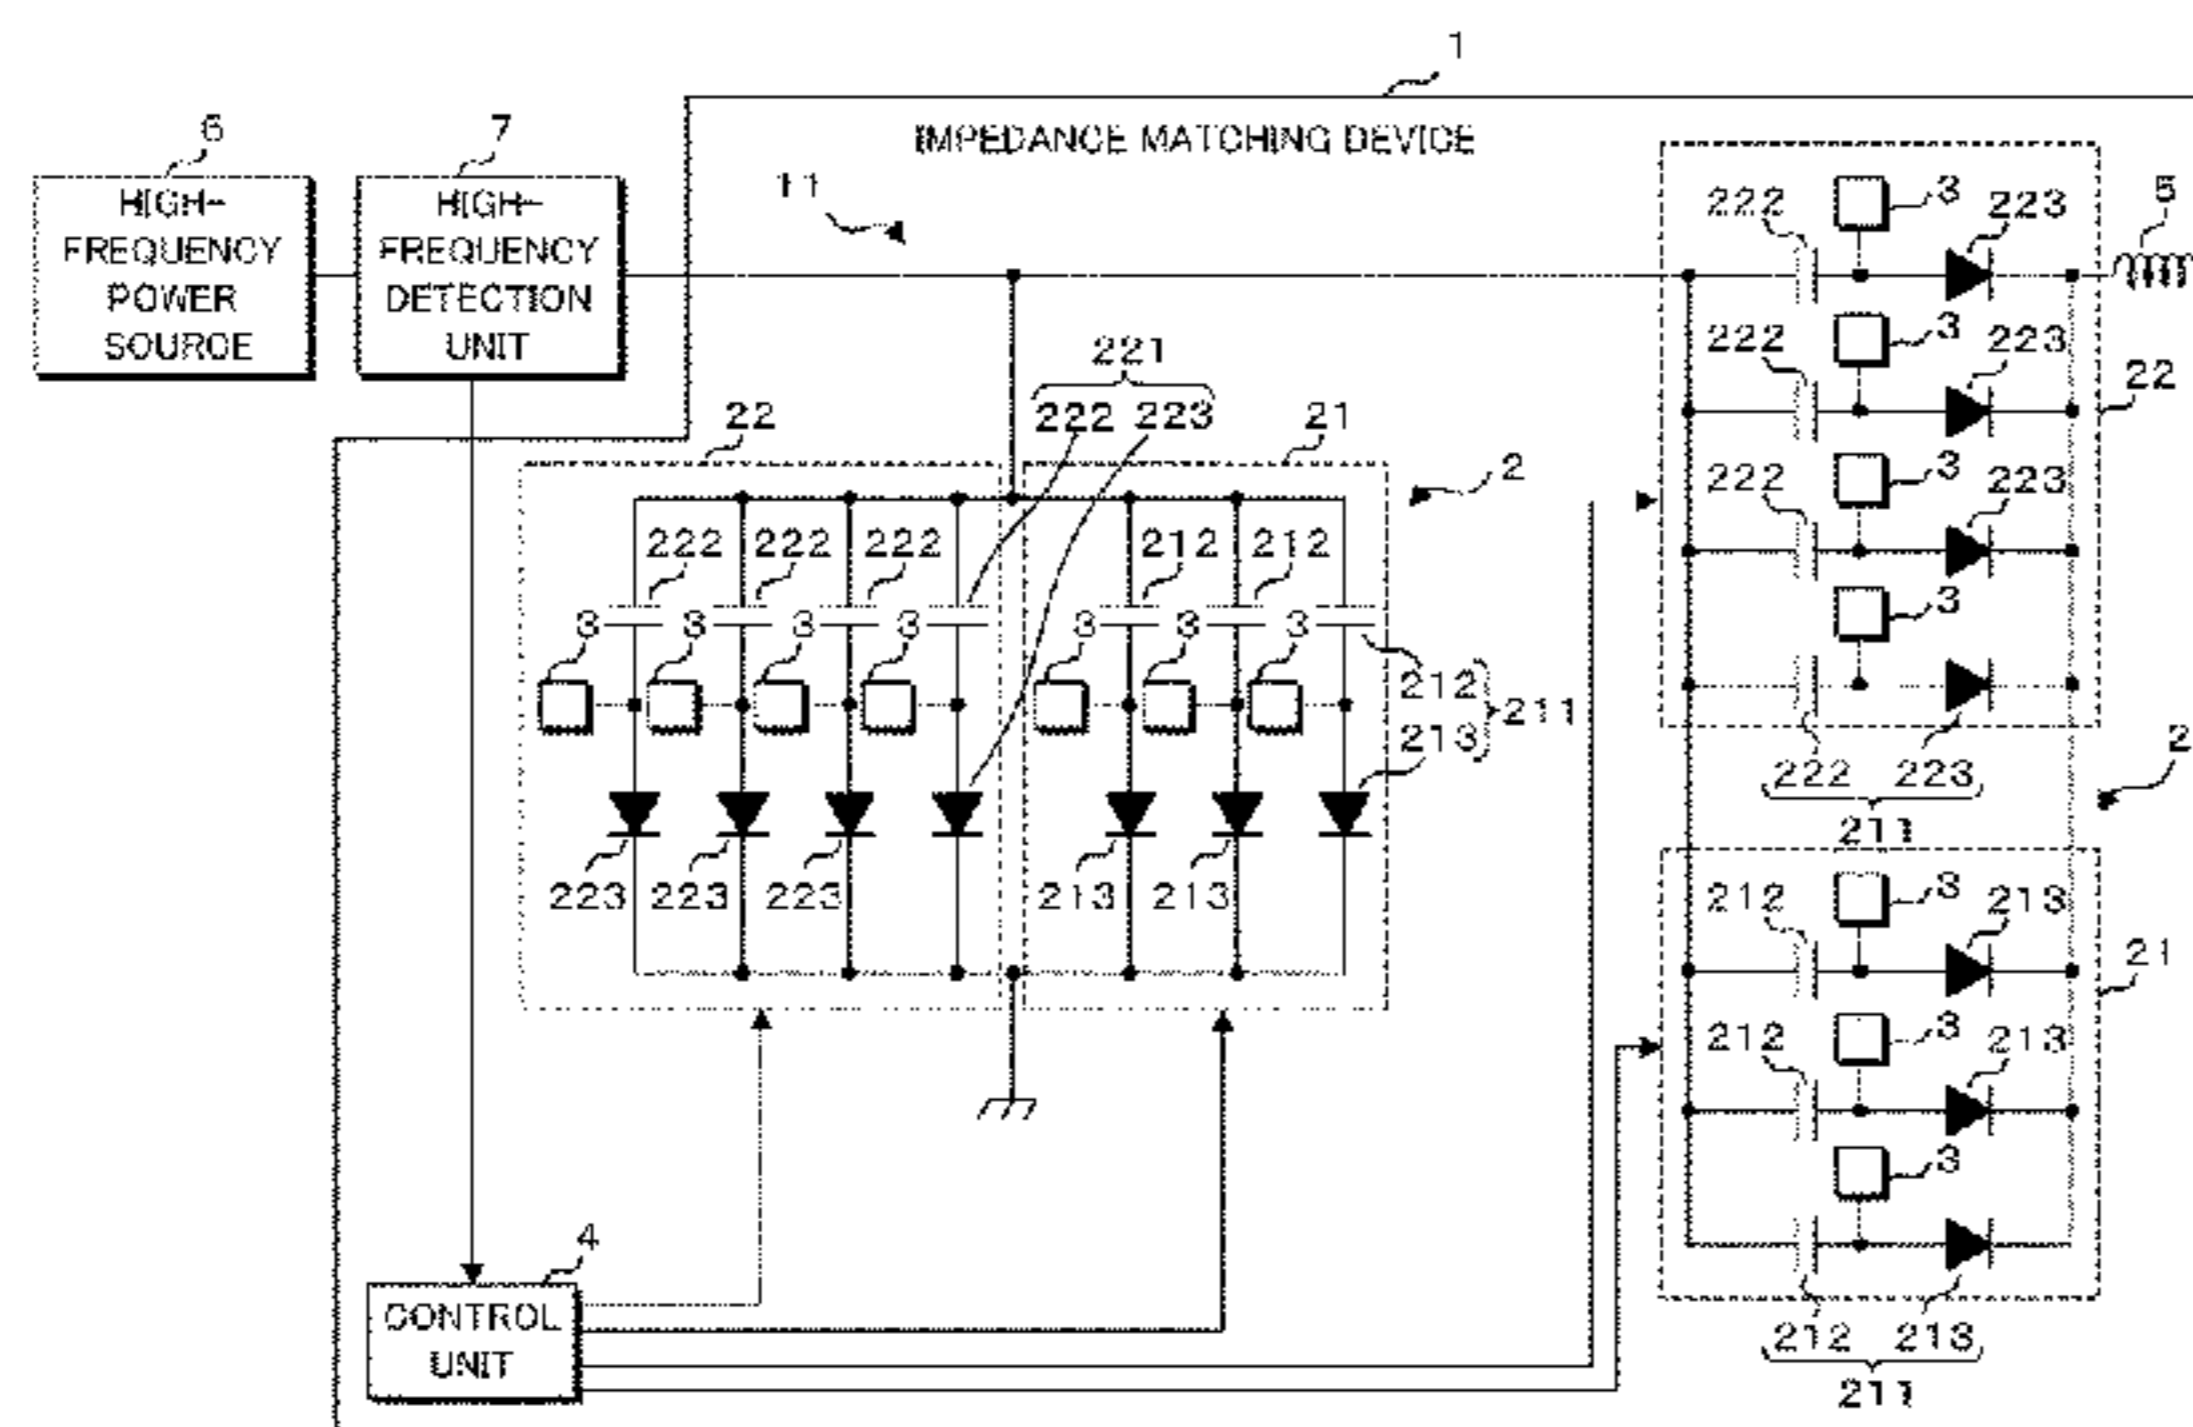 1
6
7
IMPEDANCE MATCHING DEVICE
HIGH-
FREQUENCY
POWER
SOURCE
HIGH-
FREQUENCY
DETECTION
UNIT
11
222
3
223
5
222
3
223
22
222
3
223
3
222 223
211
2
221
222 223
22
21
2
222 222 222
212 212
3 3 3 3
3 3 3
212
213
211
223 223 223
213 213
212
3
213
21
212
3
213
3
212 213
211
4
CONTROL
UNIT